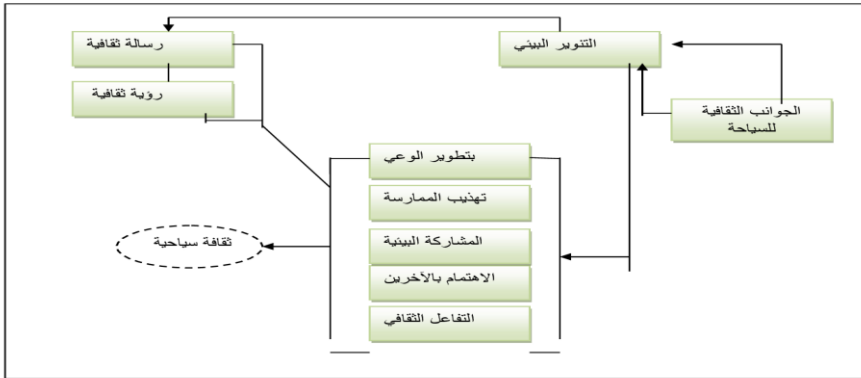 رسالة ثقافية
التنوير البيئي
رؤية ثقافية
الجوانب الثقافية
للسياحة
بتطوير الوعي
تهذيب الممارسة
المشاركة البيئية
ثقافة سياحية
الاهتمام بالآخرين
التفاعل الثقافي